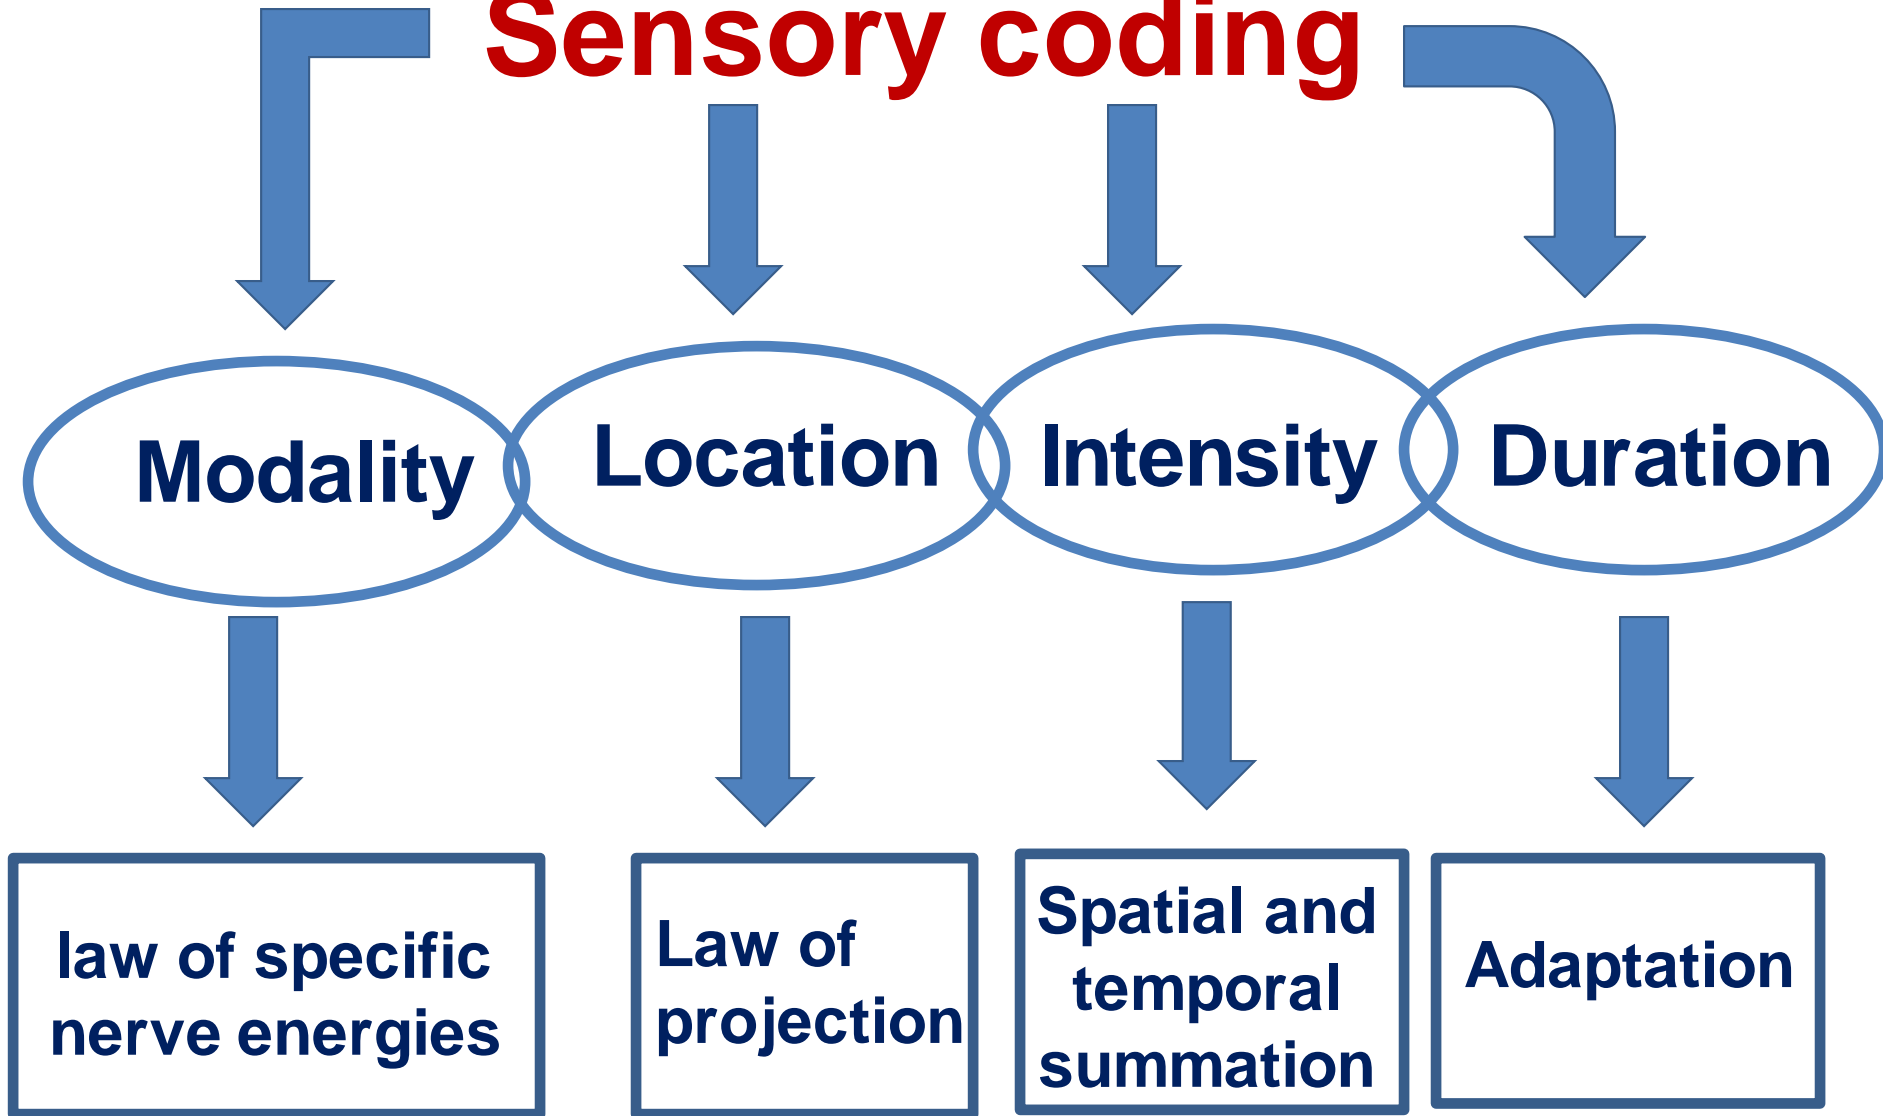 Sensory coding
Modality
Location
Intensity
Duration
law of specific
nerve energies
Law of
projection
Spatial and
temporal
summation
Adaptation